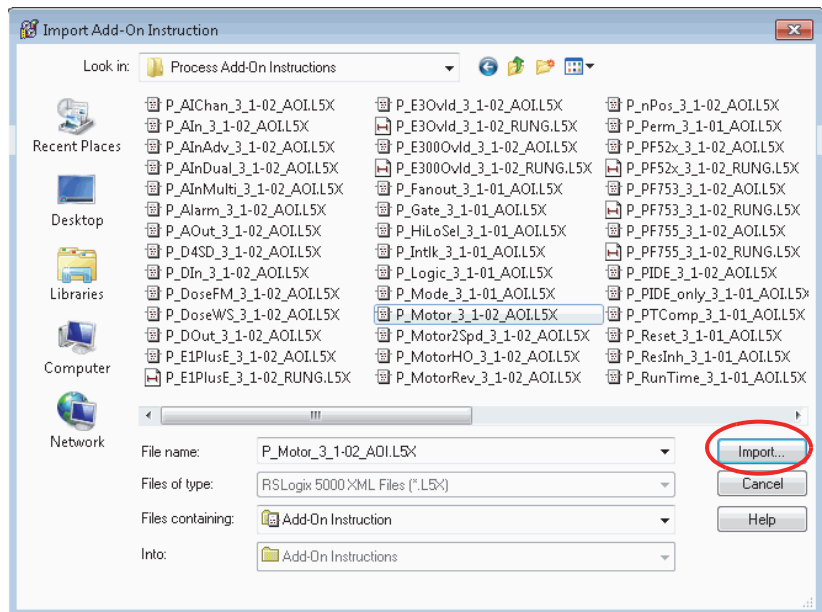 Import Add-On Instruction
Look in: Process Add-On Instructions
Recent Places
Desktop
Libraries
Computer
Network
P_AIChan_3_1-02_AOI.L5X
P_AIn_3_1-02_AOI.L5X
P_AInAdv_3_1-02_AOI.L5X
P_AInDual_3_1-02_AOI.L5X
P_AInMulti_3_1-02_AOI.L5X
P_Alarm_3_1-02_AOI.L5X
P_AOut_3_1-02_AOI.L5X
P_D4SD_3_1-02_AOI.L5X
P_DIn_3_1-02_AOI.L5X
P_DoseFM_3_1-02_AOI.L5X
P_DoseWS_3_1-02_AOI.L5X
P_DOut_3_1-02_AOI.L5X
P_E1PlusE_3_1-02_AOI.L5X
P_E1PlusE_3_1-02_RUNG.L5X
P_E3Ovld_3_1-02_AOI.L5X
P_E3Ovld_3_1-02_RUNG.L5X
P_E300Ovld_3_1-02_AOI.L5X
P_E300Ovld_3_1-02_RUNG.L5X
P_Fanout_3_1-01_AOI.L5X
P_Gate_3_1-01_AOI.L5X
P_HiLoSel_3_1-01_AOI.L5X
P_Intlk_3_1-01_AOI.L5X
P_Logic_3_1-01_AOI.L5X
P_Mode_3_1-01_AOI.L5X
P_Motor_3_1-02_AOI.L5X
P_Motor2Spd_3_1-02_AOI.L5X
P_MotorHO_3_1-02_AOI.L5X
P_MotorRev_3_1-02_AOI.L5X
P_nPos_3_1-02_AOI.L5X
P_Perm_3_1-01_AOI.L5X
P_PF52x_3_1-02_AOI.L5X
P_PF52x_3_1-02_RUNG.L5X
P_PF753_3_1-02_AOI.L5X
P_PF753_3_1-02_RUNG.L5X
P_PF755_3_1-02_AOI.L5X
P_PF755_3_1-02_RUNG.L5X
P_PIDE_3_1-02_AOI.L5X
P_PIDE_only_3_1-01_AOI.L5X
P_PTComp_3_1-01_AOI.L5X
P_Reset_3_1-01_AOI.L5X
P_ResInh_3_1-01_AOI.L5X
P_RunTime_3_1-01_AOI.L5X
File name: P_Motor_3_1-02_AOI.L5X Import...
Files of type: RSLogix 5000 XML Files (*.L5X) Cancel
Files containing: Add-On Instruction Help
Into: Add-On Instructions